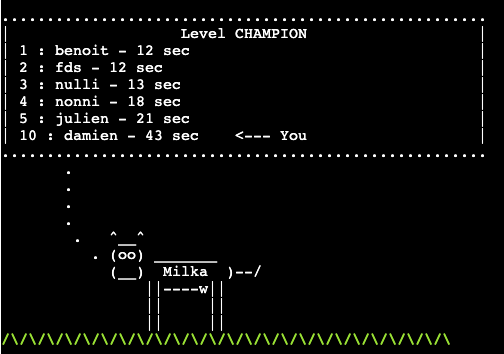 Level CHAMPION
1 : benoit - 12 sec
2 : fds - 12 sec
3 : nulli - 13 sec
4 : nonni - 18 sec
5 : julien - 21 sec
10 : damien - 43 sec <--- You
^__^
(oo) _______
(__) Milka )--/
||----w||
|| ||
/\/\/\/\/\/\/\/\/\/\/\/\/\/\/\/\/\/\/\/\/\/\/\/\/\